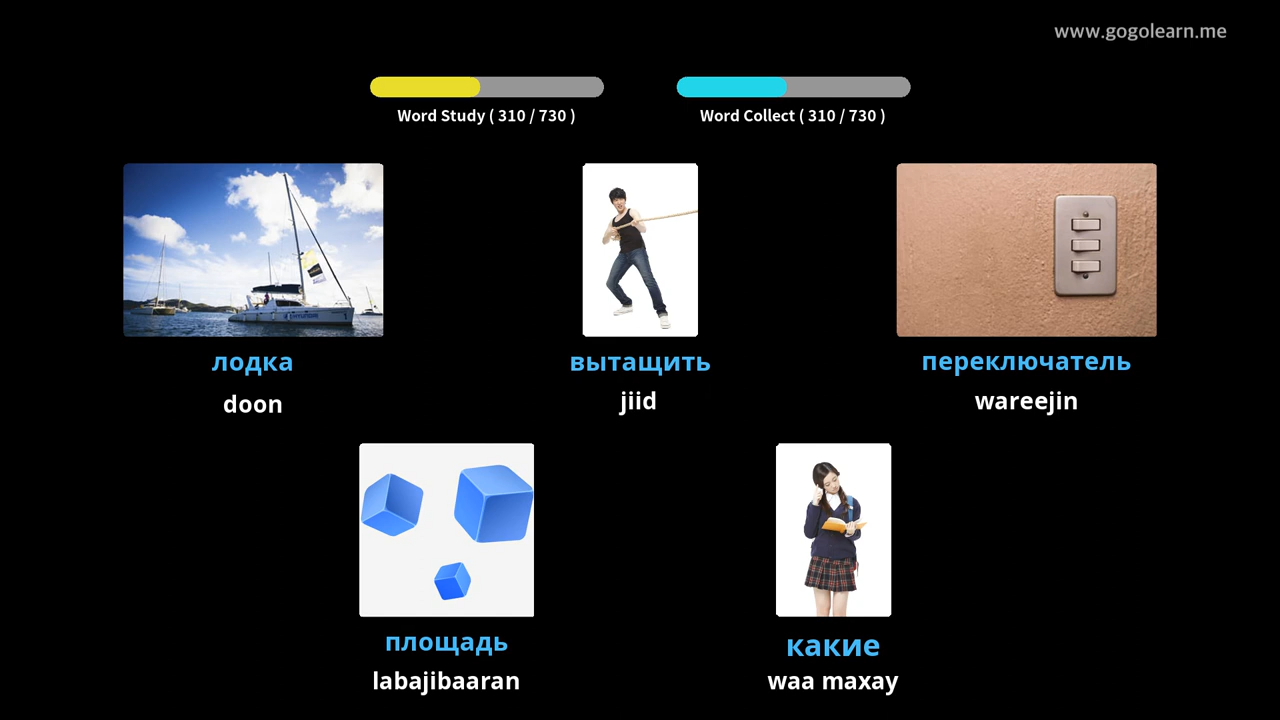 www.gogolearn.me
Word Study ( 310 / 730 )
Word Collect ( 310 / 730 )
лодка
вытащить
переключатель
doon
jiid
wareejin
площадь
какие
labajibaaran
waa maxay